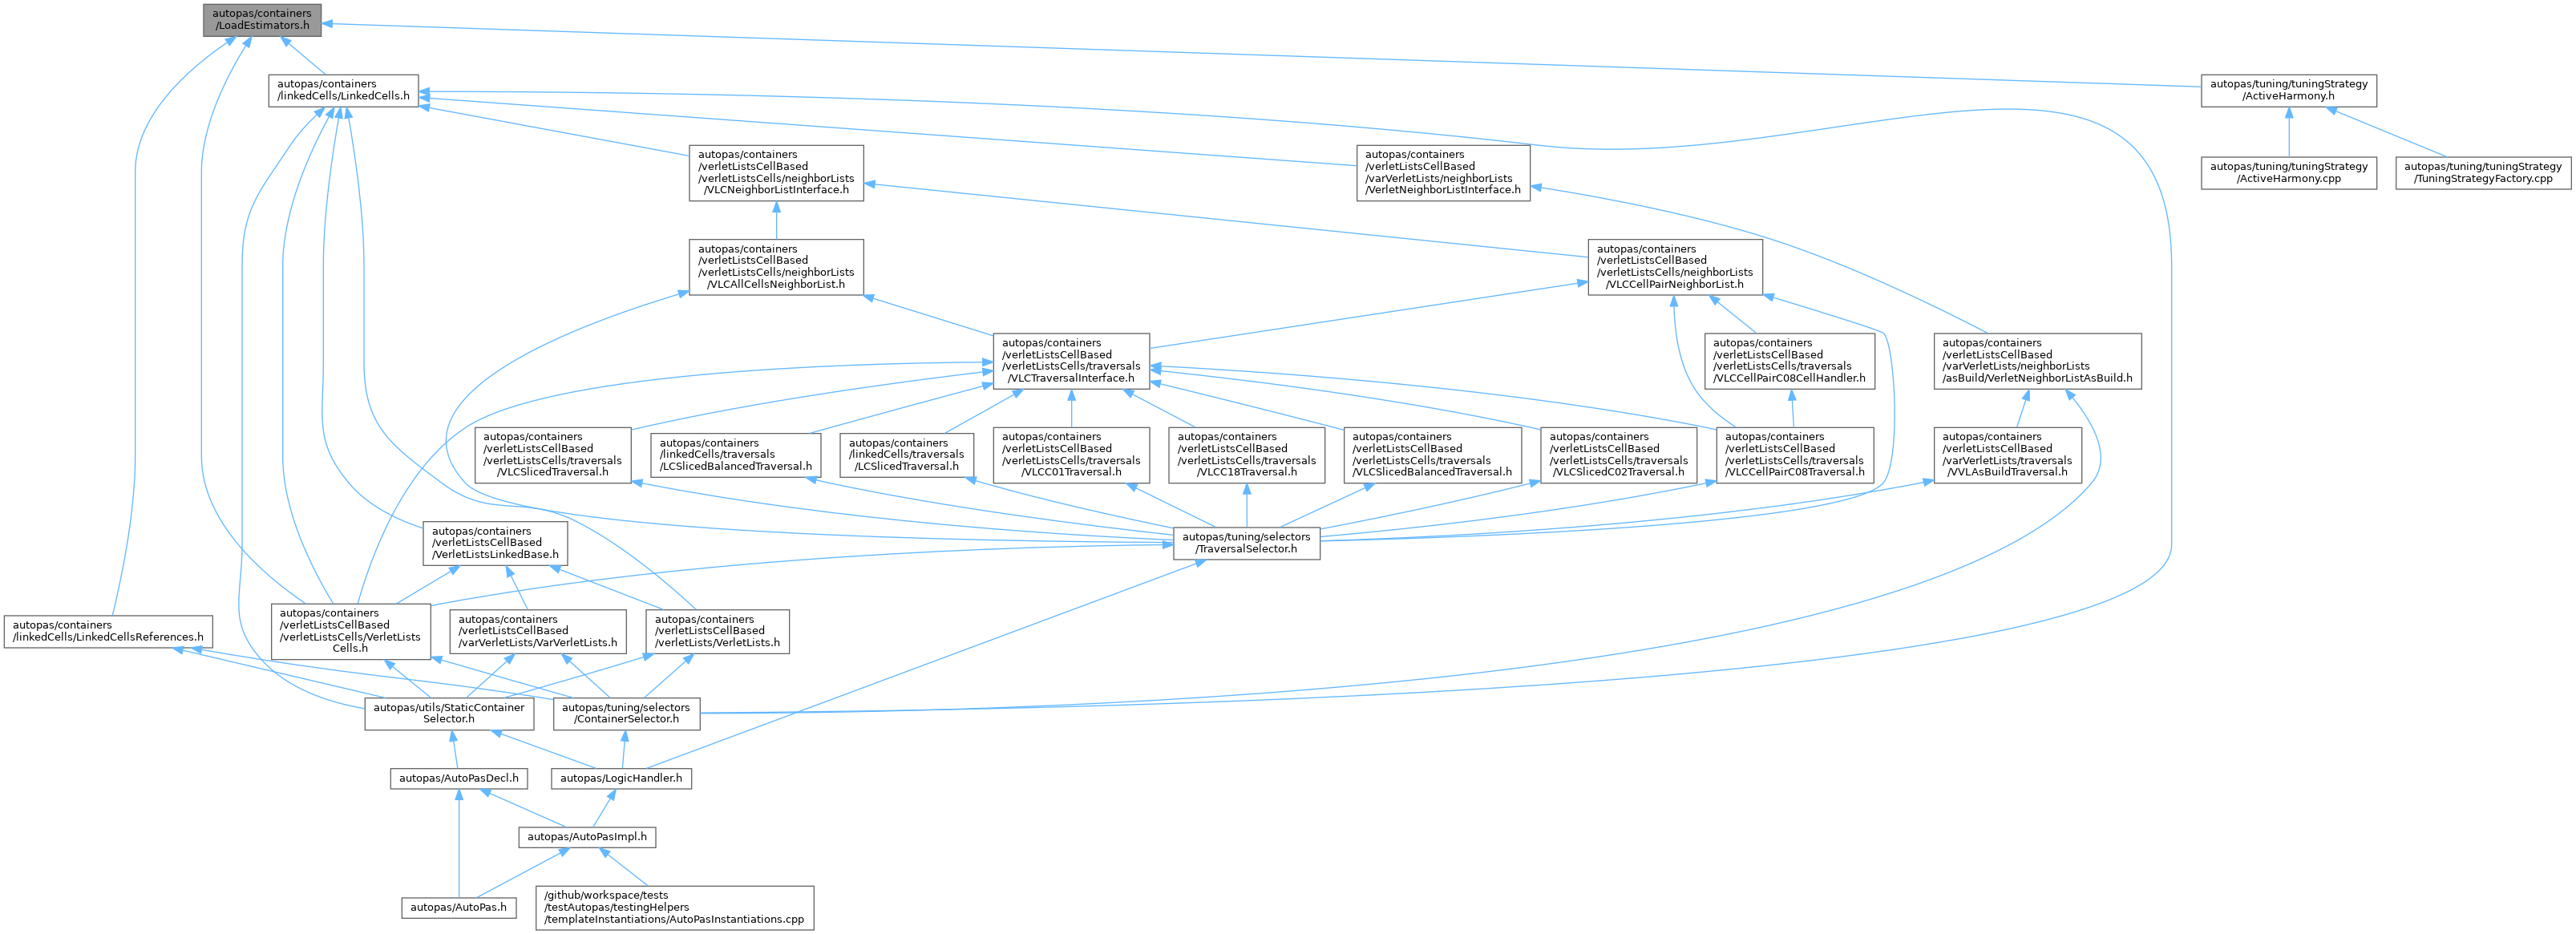 autopas/containers
/LoadEstimators.h
autopas/containers
/linkedCells/LinkedCells.h
autopas/tuning/tuningStrategy
/ActiveHarmony.h
autopas/containers
/verletListsCellBased
/verletListsCells/neighborLists
/VLCNeighborListInterface.h
autopas/containers
/verletListsCellBased
/varVerletLists/neighborLists
/VerletNeighborListInterface.h
autopas/tuning/tuningStrategy
/ActiveHarmony.cpp
autopas/tuning/tuningStrategy
/TuningStrategyFactory.cpp
autopas/containers
/verletListsCellBased
/verletListsCells/neighborLists
/VLCAllCellsNeighborList.h
autopas/containers
/verletListsCellBased
/verletListsCells/neighborLists
/VLCCellPairNeighborList.h
autopas/containers
/verletListsCellBased
/verletListsCells/traversals
/VLCTraversalInterface.h
autopas/containers
/verletListsCellBased
/verletListsCells/traversals
/VLCCellPairC08CellHandler.h
autopas/containers
/verletListsCellBased
/varVerletLists/neighborLists
/asBuild/VerletNeighborListAsBuild.h
autopas/containers
/verletListsCellBased
/verletListsCells/traversals
/VLCSlicedTraversal.h
autopas/containers
/linkedCells/traversals
/LCSlicedBalancedTraversal.h
autopas/containers
/linkedCells/traversals
/LCSlicedTraversal.h
autopas/containers
/verletListsCellBased
/verletListsCells/traversals
/VLCC01Traversal.h
autopas/containers
/verletListsCellBased
/verletListsCells/traversals
/VLCC18Traversal.h
autopas/containers
/verletListsCellBased
/verletListsCells/traversals
/VLCSlicedBalancedTraversal.h
autopas/containers
/verletListsCellBased
/verletListsCells/traversals
/VLCSlicedC02Traversal.h
autopas/containers
/verletListsCellBased
/verletListsCells/traversals
/VLCCellPairC08Traversal.h
autopas/containers
/verletListsCellBased
/varVerletLists/traversals
/VVLAsBuildTraversal.h
autopas/containers
/verletListsCellBased
/VerletListsLinkedBase.h
autopas/tuning/selectors
/TraversalSelector.h
autopas/containers
/linkedCells/LinkedCellsReferences.h
autopas/containers
/verletListsCellBased
/verletListsCells/VerletLists
Cells.h
autopas/containers
/verletListsCellBased
/varVerletLists/VarVerletLists.h
autopas/containers
/verletListsCellBased
/verletLists/VerletLists.h
autopas/utils/StaticContainer
Selector.h
autopas/tuning/selectors
/ContainerSelector.h
autopas/AutoPasDecl.h
autopas/LogicHandler.h
autopas/AutoPasImpl.h
autopas/AutoPas.h
/github/workspace/tests
/testAutopas/testingHelpers
/templateInstantiations/AutoPasInstantiations.cpp